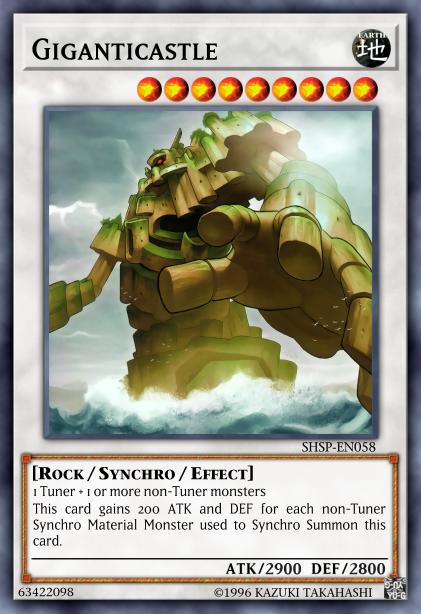 GIGANTICASTLE
EARTH
地
SHSP-EN058
[ROCK / SYNCHRO / EFFECT]
1 Tuner + 1 or more non-Tuner monsters
This card gains 200 ATK and DEF for each non-Tuner
Synchro Material Monster used to Synchro Summon this
card.
ATK/2900 DEF/2800
63422098
©1996 KAZUKI TAKAHASHI